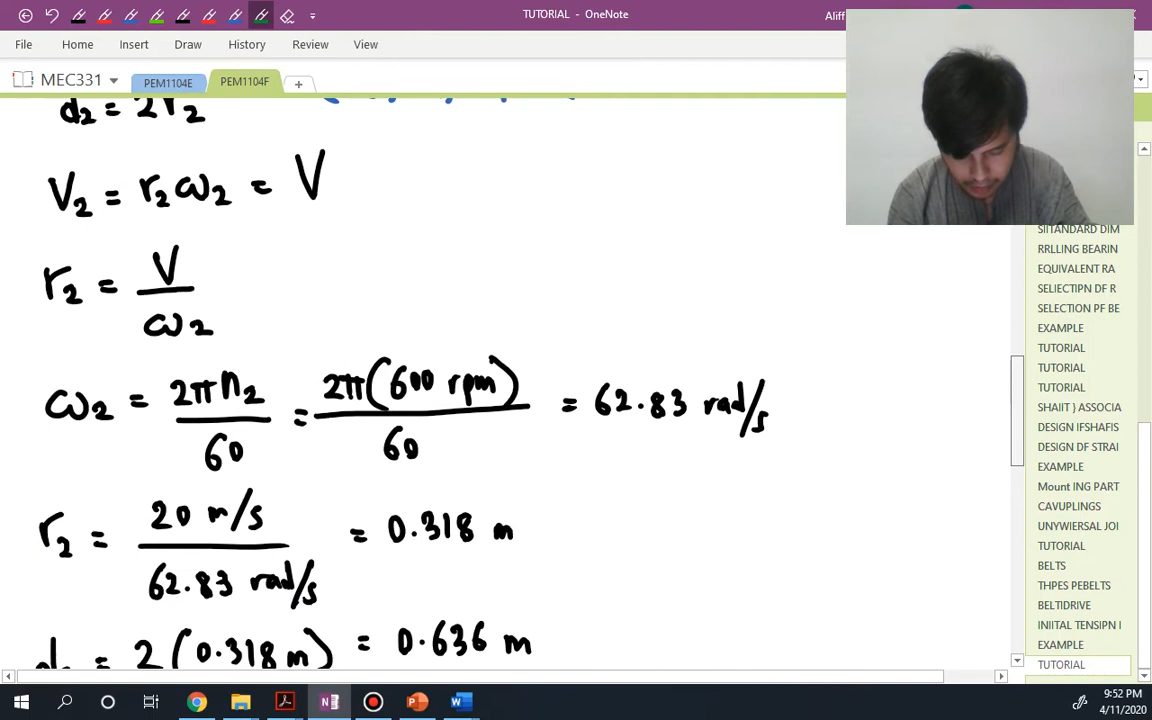 TUTORIAL - OneNote
Aliff
File Home Insert Draw History Review View
MEC331
PEM1104E
PEM1104F
d₂ = 2r₂
V₂ = r₂ω₂ = V
r₂ = V / ω₂
ω₂ = 2πn₂ / 60 = 2π(600 rpm) / 60 = 62.83 rad/s
r₂ = 20 m/s / 62.83 rad/s = 0.318 m
= 2(0.318 m) = 0.636 m
SIITANDARD DIM
RRLLING BEARIN
EQUIVALENT RA
SELIECTIPN DF R
SELECTION PF BE
EXAMPLE
TUTORIAL
TUTORIAL
TUTORIAL
SHAIIT } ASSOCIA
DESIGN IFSHAFIS
DESIGN DF STRAI
EXAMPLE
Mount ING PART
CAVUPLINGS
UNYWIERSAL JOI
TUTORIAL
BELTS
THPES PEBELTS
BELTIDRIVE
INIITAL TENSIPN I
EXAMPLE
TUTORIAL
9:52 PM
4/11/2020